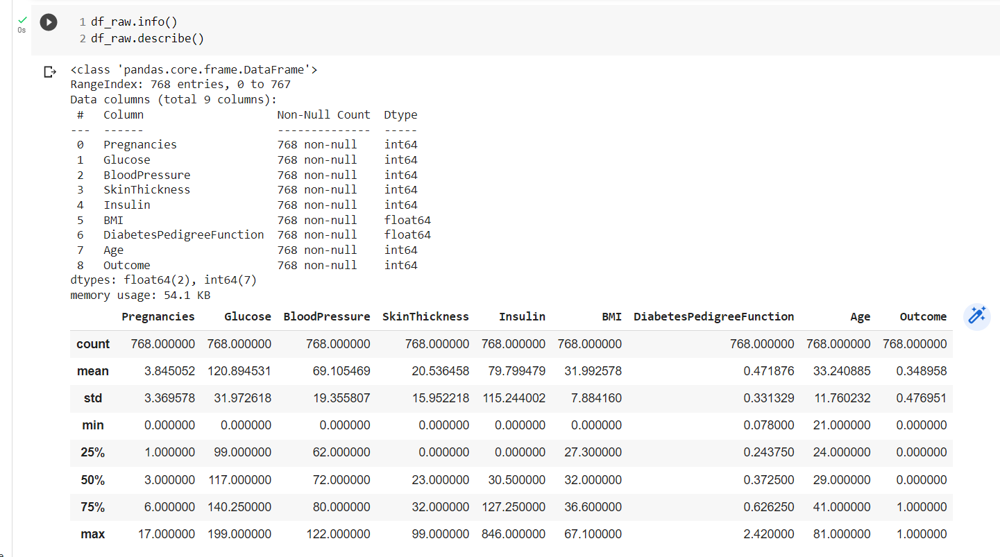 1 df_raw.info()
0s
2 df_raw.describe()
<class 'pandas.core.frame.DataFrame'>
RangeIndex: 768 entries, 0 to 767
Data columns (total 9 columns):
# Column Non-Null Count Dtype
--- ------ -------------- -----
0 Pregnancies 768 non-null int64
1 Glucose 768 non-null int64
2 BloodPressure 768 non-null int64
3 SkinThickness 768 non-null int64
4 Insulin 768 non-null int64
5 BMI 768 non-null float64
6 DiabetesPedigreeFunction 768 non-null float64
7 Age 768 non-null int64
8 Outcome 768 non-null int64
dtypes: float64(2), int64(7)
memory usage: 54.1 KB
Pregnancies Glucose BloodPressure SkinThickness Insulin BMI DiabetesPedigreeFunction Age Outcome
count 768.000000 768.000000 768.000000 768.000000 768.000000 768.000000 768.000000 768.000000 768.000000
mean 3.845052 120.894531 69.105469 20.536458 79.799479 31.992578 0.471876 33.240885 0.348958
std 3.369578 31.972618 19.355807 15.952218 115.244002 7.884160 0.331329 11.760232 0.476951
min 0.000000 0.000000 0.000000 0.000000 0.000000 0.000000 0.078000 21.000000 0.000000
25% 1.000000 99.000000 62.000000 0.000000 0.000000 27.300000 0.243750 24.000000 0.000000
50% 3.000000 117.000000 72.000000 23.000000 30.500000 32.000000 0.372500 29.000000 0.000000
75% 6.000000 140.250000 80.000000 32.000000 127.250000 36.600000 0.626250 41.000000 1.000000
max 17.000000 199.000000 122.000000 99.000000 846.000000 67.100000 2.420000 81.000000 1.000000